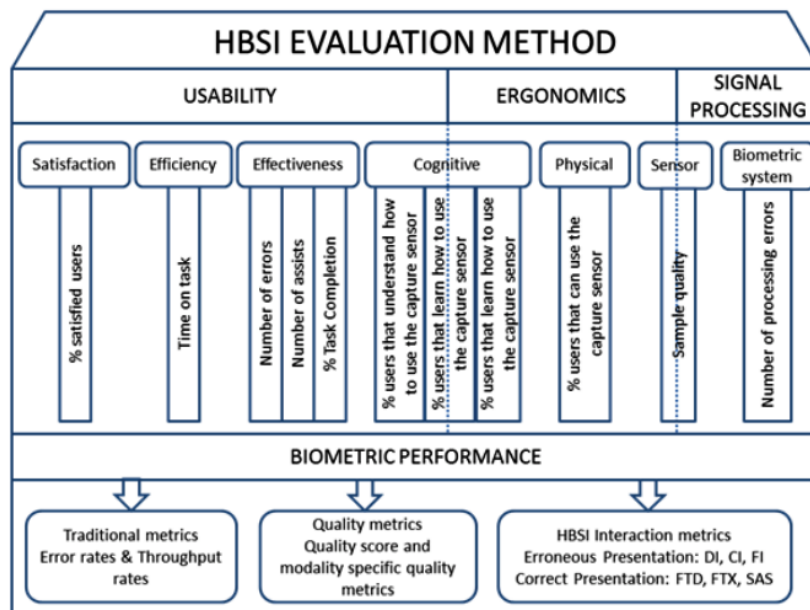 HBSI EVALUATION METHOD
USABILITY
ERGONOMICS
SIGNAL
PROCESSING
Satisfaction
Efficiency
Effectiveness
Cognitive
Physical
Sensor
Biometric
system
% satisfied users
Time on task
Number of errors
Number of assists
% Task Completion
% users that understand how
to use the capture sensor
% users that learn how to use
the capture sensor
% users that learn how to use
the capture sensor
% users that can use the
capture sensor
Sample quality
Number of processing errors
BIOMETRIC PERFORMANCE
Traditional metrics
Error rates & Throughput
rates
Quality metrics
Quality score and
modality specific quality
metrics
HBSI Interaction metrics
Erroneous Presentation: DI, CI, FI
Correct Presentation: FTD, FTX, SAS